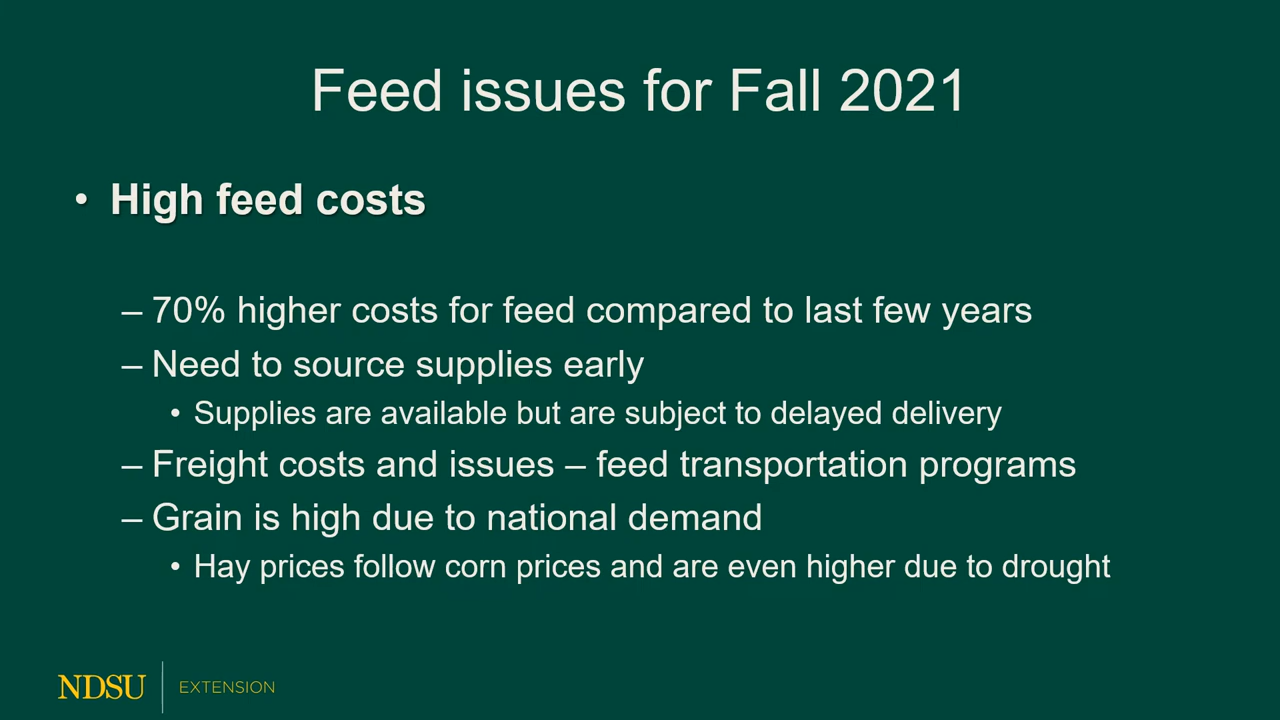 Feed issues for Fall 2021
• High feed costs
– 70% higher costs for feed compared to last few years
– Need to source supplies early
• Supplies are available but are subject to delayed delivery
– Freight costs and issues – feed transportation programs
– Grain is high due to national demand
• Hay prices follow corn prices and are even higher due to drought
NDSU EXTENSION